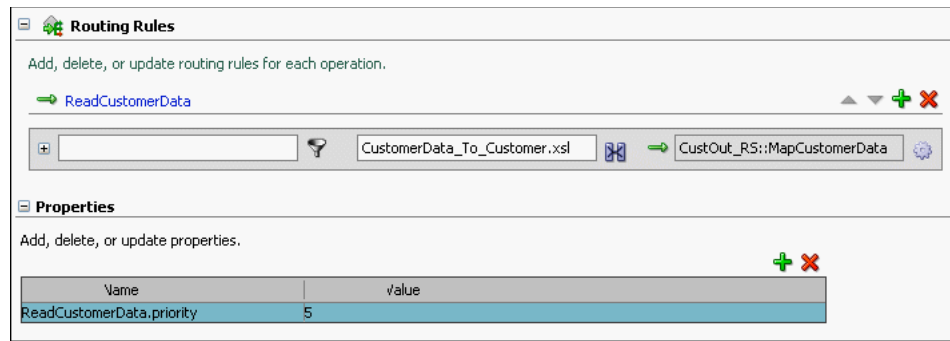 Routing Rules
Add, delete, or update routing rules for each operation.
ReadCustomerData
CustomerData_To_Customer.xsl CustOut_RS::MapCustomerData
Properties
Add, delete, or update properties.
Name Value
ReadCustomerData.priority 5